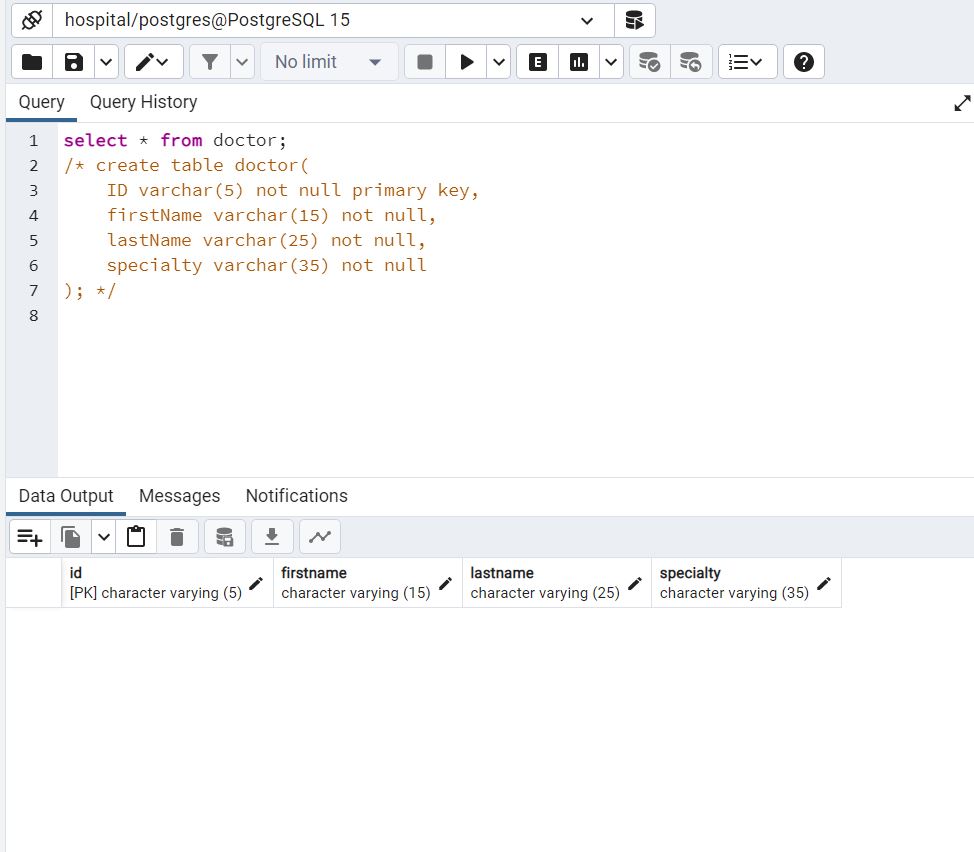 hospital/postgres@PostgreSQL 15
No limit
E
Query Query History
1 select * from doctor;
2 /* create table doctor(
3 ID varchar(5) not null primary key,
4 firstName varchar(15) not null,
5 lastName varchar(25) not null,
6 specialty varchar(35) not null
7 ); */
8
Data Output Messages Notifications
id firstname lastname specialty
[PK] character varying (5) character varying (15) character varying (25) character varying (35)